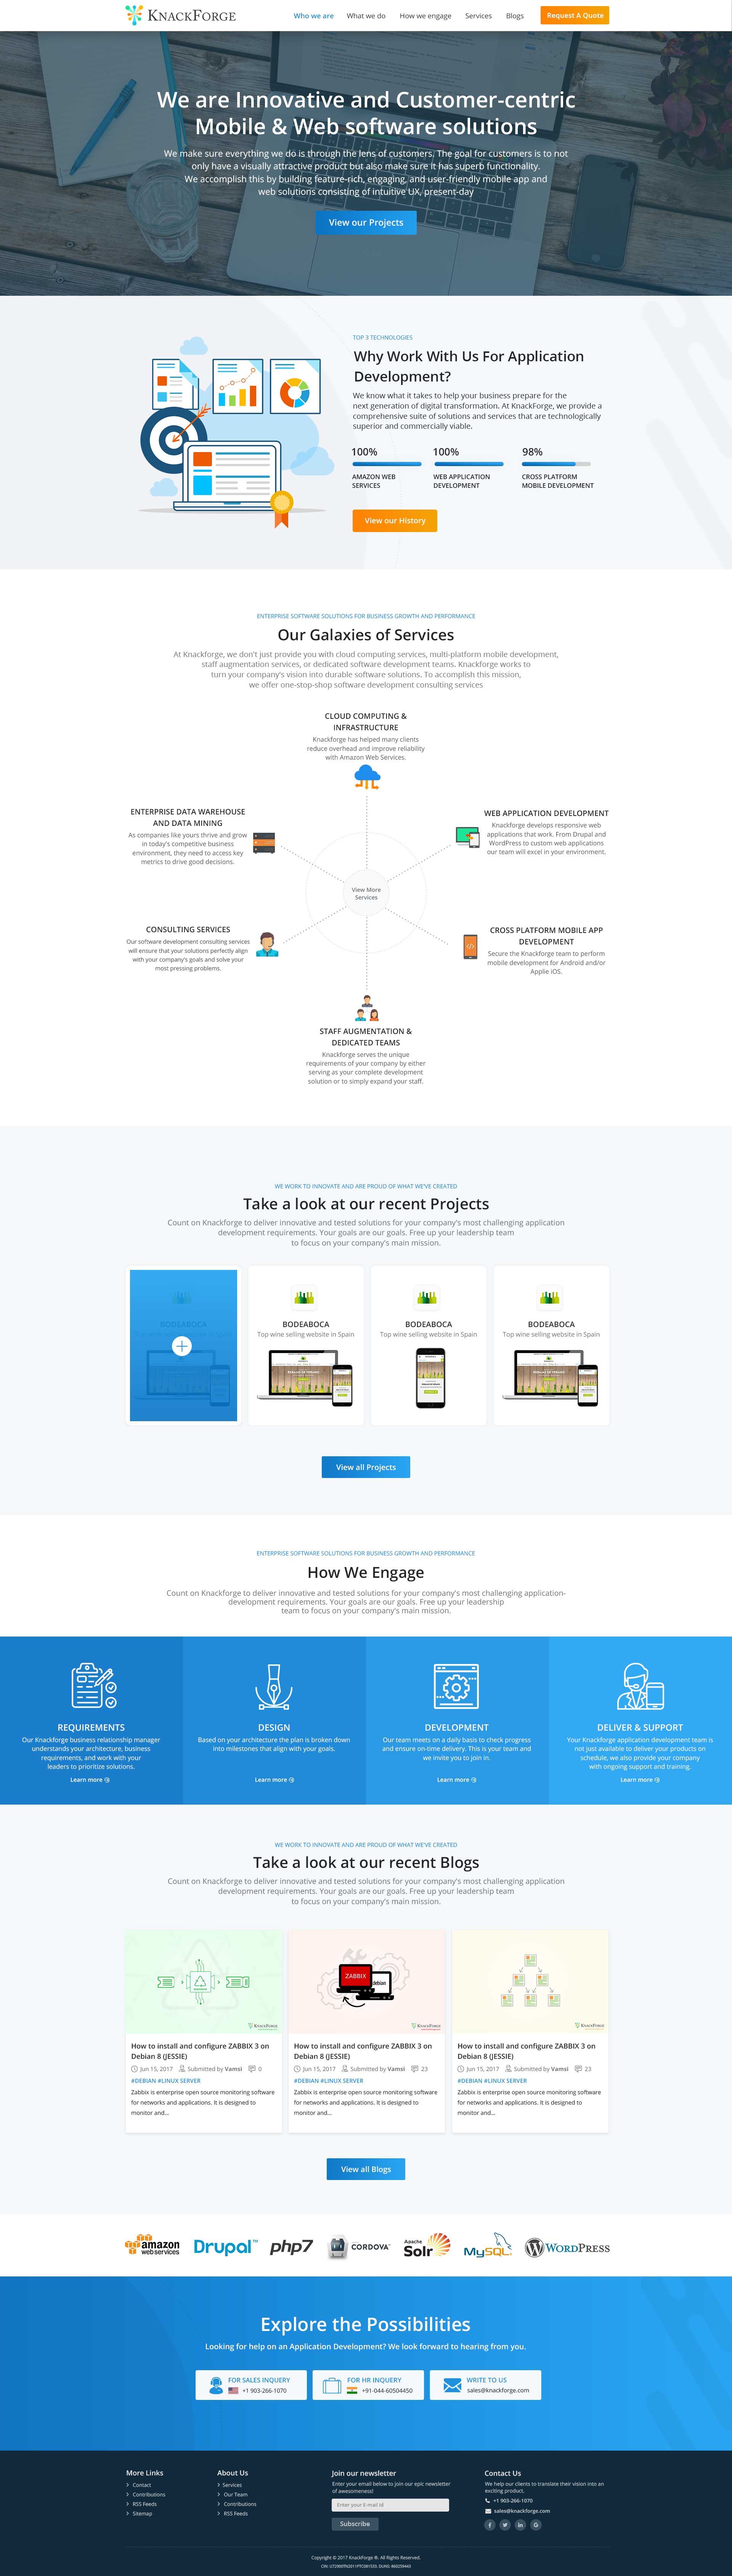 KnackForge
Who we are
What we do
How we engage
Services
Blogs
Request A Quote
We are Innovative and Customer-centric
Mobile & Web software solutions
We make sure everything we do is through the lens of customers. The goal for customers is to not
only have a visually attractive product but also make sure it has superb functionality.
We accomplish this by building feature-rich, engaging, and user-friendly mobile app and
web solutions consisting of intuitive UX, present-day
View our Projects
TOP 3 TECHNOLOGIES
Why Work With Us For Application
Development?
We know what it takes to help your business prepare for the
next generation of digital transformation. At KnackForge, we provide a
comprehensive suite of solutions and services that are technologically
superior and commercially viable.
100%
AMAZON WEB
SERVICES
100%
WEB APPLICATION
DEVELOPMENT
98%
CROSS PLATFORM
MOBILE DEVELOPMENT
View our History
ENTERPRISE SOFTWARE SOLUTIONS FOR BUSINESS GROWTH AND PERFORMANCE
Our Galaxies of Services
At Knackforge, we don't just provide you with cloud computing services, multi-platform mobile development,
staff augmentation services, or dedicated software development teams. Knackforge works to
turn your company's vision into durable software solutions. To accomplish this mission,
we offer one-stop-shop software development consulting services
CLOUD COMPUTING &
INFRASTRUCTURE
Knackforge has helped many clients
reduce overhead and improve reliability
with Amazon Web Services.
ENTERPRISE DATA WAREHOUSE
AND DATA MINING
As companies like yours thrive and grow
in today's competitive business
environment, they need to access key
metrics to drive good decisions.
WEB APPLICATION DEVELOPMENT
Knackforge develops responsive web
applications that work. From Drupal and
WordPress to custom web applications
our team will excel in your environment.
View More
Services
CONSULTING SERVICES
Our software development consulting services
will ensure that your solutions perfectly align
with your company's goals and solve your
most pressing problems.
CROSS PLATFORM MOBILE APP
DEVELOPMENT
Secure the Knackforge team to perform
mobile development for Android and/or
Applie iOS.
STAFF AUGMENTATION &
DEDICATED TEAMS
Knackforge serves the unique
requirements of your company by either
serving as your complete development
solution or to simply expand your staff.
WE WORK TO INNOVATE AND ARE PROUD OF WHAT WE'VE CREATED
Take a look at our recent Projects
Count on Knackforge to deliver innovative and tested solutions for your company's most challenging application
development requirements. Your goals are our goals. Free up your leadership team
to focus on your company's main mission.
BODEABOCA
BODEABOCA
Top wine selling website in Spain
BODEABOCA
Top wine selling website in Spain
BODEABOCA
Top wine selling website in Spain
View all Projects
ENTERPRISE SOFTWARE SOLUTIONS FOR BUSINESS GROWTH AND PERFORMANCE
How We Engage
Count on Knackforge to deliver innovative and tested solutions for your company's most challenging application-
development requirements. Your goals are our goals. Free up your leadership
team to focus on your company's main mission.
REQUIREMENTS
Our Knackforge business relationship manager
understands your architecture, business
requirements, and work with your
leaders to prioritize solutions.
Learn more
DESIGN
Based on your architecture the plan is broken down
into milestones that align with your goals.
Learn more
DEVELOPMENT
Our team meets on a daily basis to check progress
and ensure on-time delivery. This is your team and
we invite you to join in.
Learn more
DELIVER & SUPPORT
Your Knackforge application development team is
not just available to deliver your products on
schedule, we also provide your company
with ongoing support and training.
Learn more
WE WORK TO INNOVATE AND ARE PROUD OF WHAT WE'VE CREATED
Take a look at our recent Blogs
Count on Knackforge to deliver innovative and tested solutions for your company's most challenging application
development requirements. Your goals are our goals. Free up your leadership team
to focus on your company's main mission.
KnackForge
How to install and configure ZABBIX 3 on
Debian 8 (JESSIE)
Jun 15, 2017 Submitted by Vamsi 0
#DEBIAN #LINUX SERVER
Zabbix is enterprise open source monitoring software
for networks and applications. It is designed to
monitor and...
ZABBIX
debian
KnackForge
How to install and configure ZABBIX 3 on
Debian 8 (JESSIE)
Jun 15, 2017 Submitted by Vamsi 23
#DEBIAN #LINUX SERVER
Zabbix is enterprise open source monitoring software
for networks and applications. It is designed to
monitor and...
KnackForge
How to install and configure ZABBIX 3 on
Debian 8 (JESSIE)
Jun 15, 2017 Submitted by Vamsi 23
#DEBIAN #LINUX SERVER
Zabbix is enterprise open source monitoring software
for networks and applications. It is designed to
monitor and...
View all Blogs
amazon
webservices
Drupal™
php7
CORDOVA
Apache
Solr
MySQL
WordPress
Explore the Possibilities
Looking for help on an Application Development? We look forward to hearing from you.
FOR SALES INQUERY
+1 903-266-1070
FOR HR INQUERY
+91-044-60504450
WRITE TO US
sales@knackforge.com
More Links
Contact
Contributions
RSS Feeds
Sitemap
About Us
Services
Our Team
Contributions
RSS Feeds
Join our newsletter
Enter your email below to join our epic newsletter
of awesomeness!
Enter your E-mail Id
Subscribe
Contact Us
We help our clients to translate their vision into an
exciting product.
+1 903-266-1070
sales@knackforge.com
Copyright © 2017 KnackForge ®. All Rights Reserved.